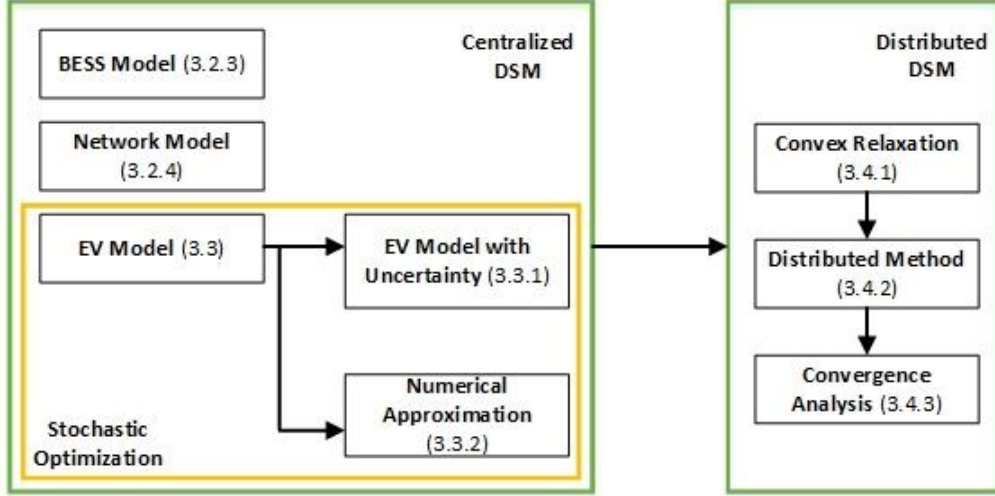 Centralized
DSM
BESS Model (3.2.3)
Network Model
(3.2.4)
EV Model (3.3)
EV Model with
Uncertainty (3.3.1)
Numerical
Approximation
(3.3.2)
Stochastic
Optimization
Distributed
DSM
Convex Relaxation
(3.4.1)
Distributed Method
(3.4.2)
Convergence
Analysis (3.4.3)